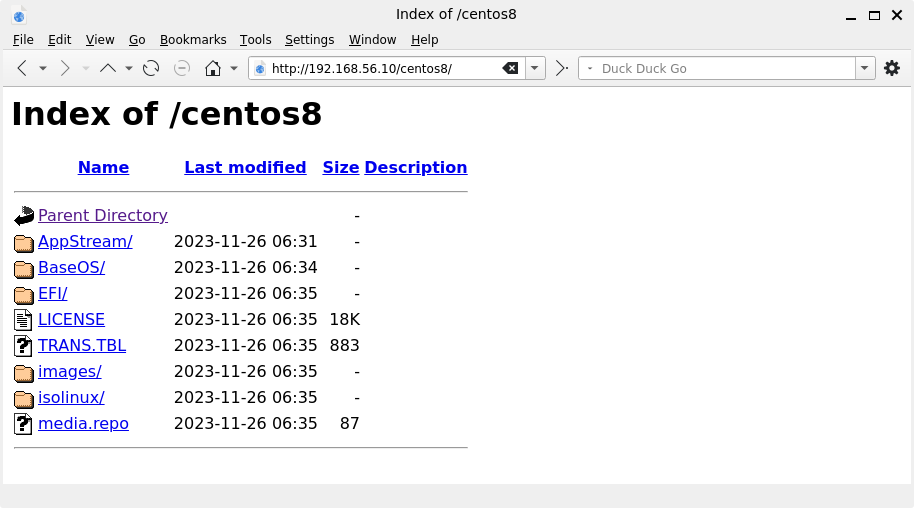 Index of /centos8
File Edit View Go Bookmarks Tools Settings Window Help
http://192.168.56.10/centos8/ Duck Duck Go
Index of /centos8
Name Last modified Size Description
Parent Directory -
AppStream/ 2023-11-26 06:31 -
BaseOS/ 2023-11-26 06:34 -
EFI/ 2023-11-26 06:35 -
LICENSE 2023-11-26 06:35 18K
TRANS.TBL 2023-11-26 06:35 883
images/ 2023-11-26 06:35 -
isolinux/ 2023-11-26 06:35 -
media.repo 2023-11-26 06:35 87